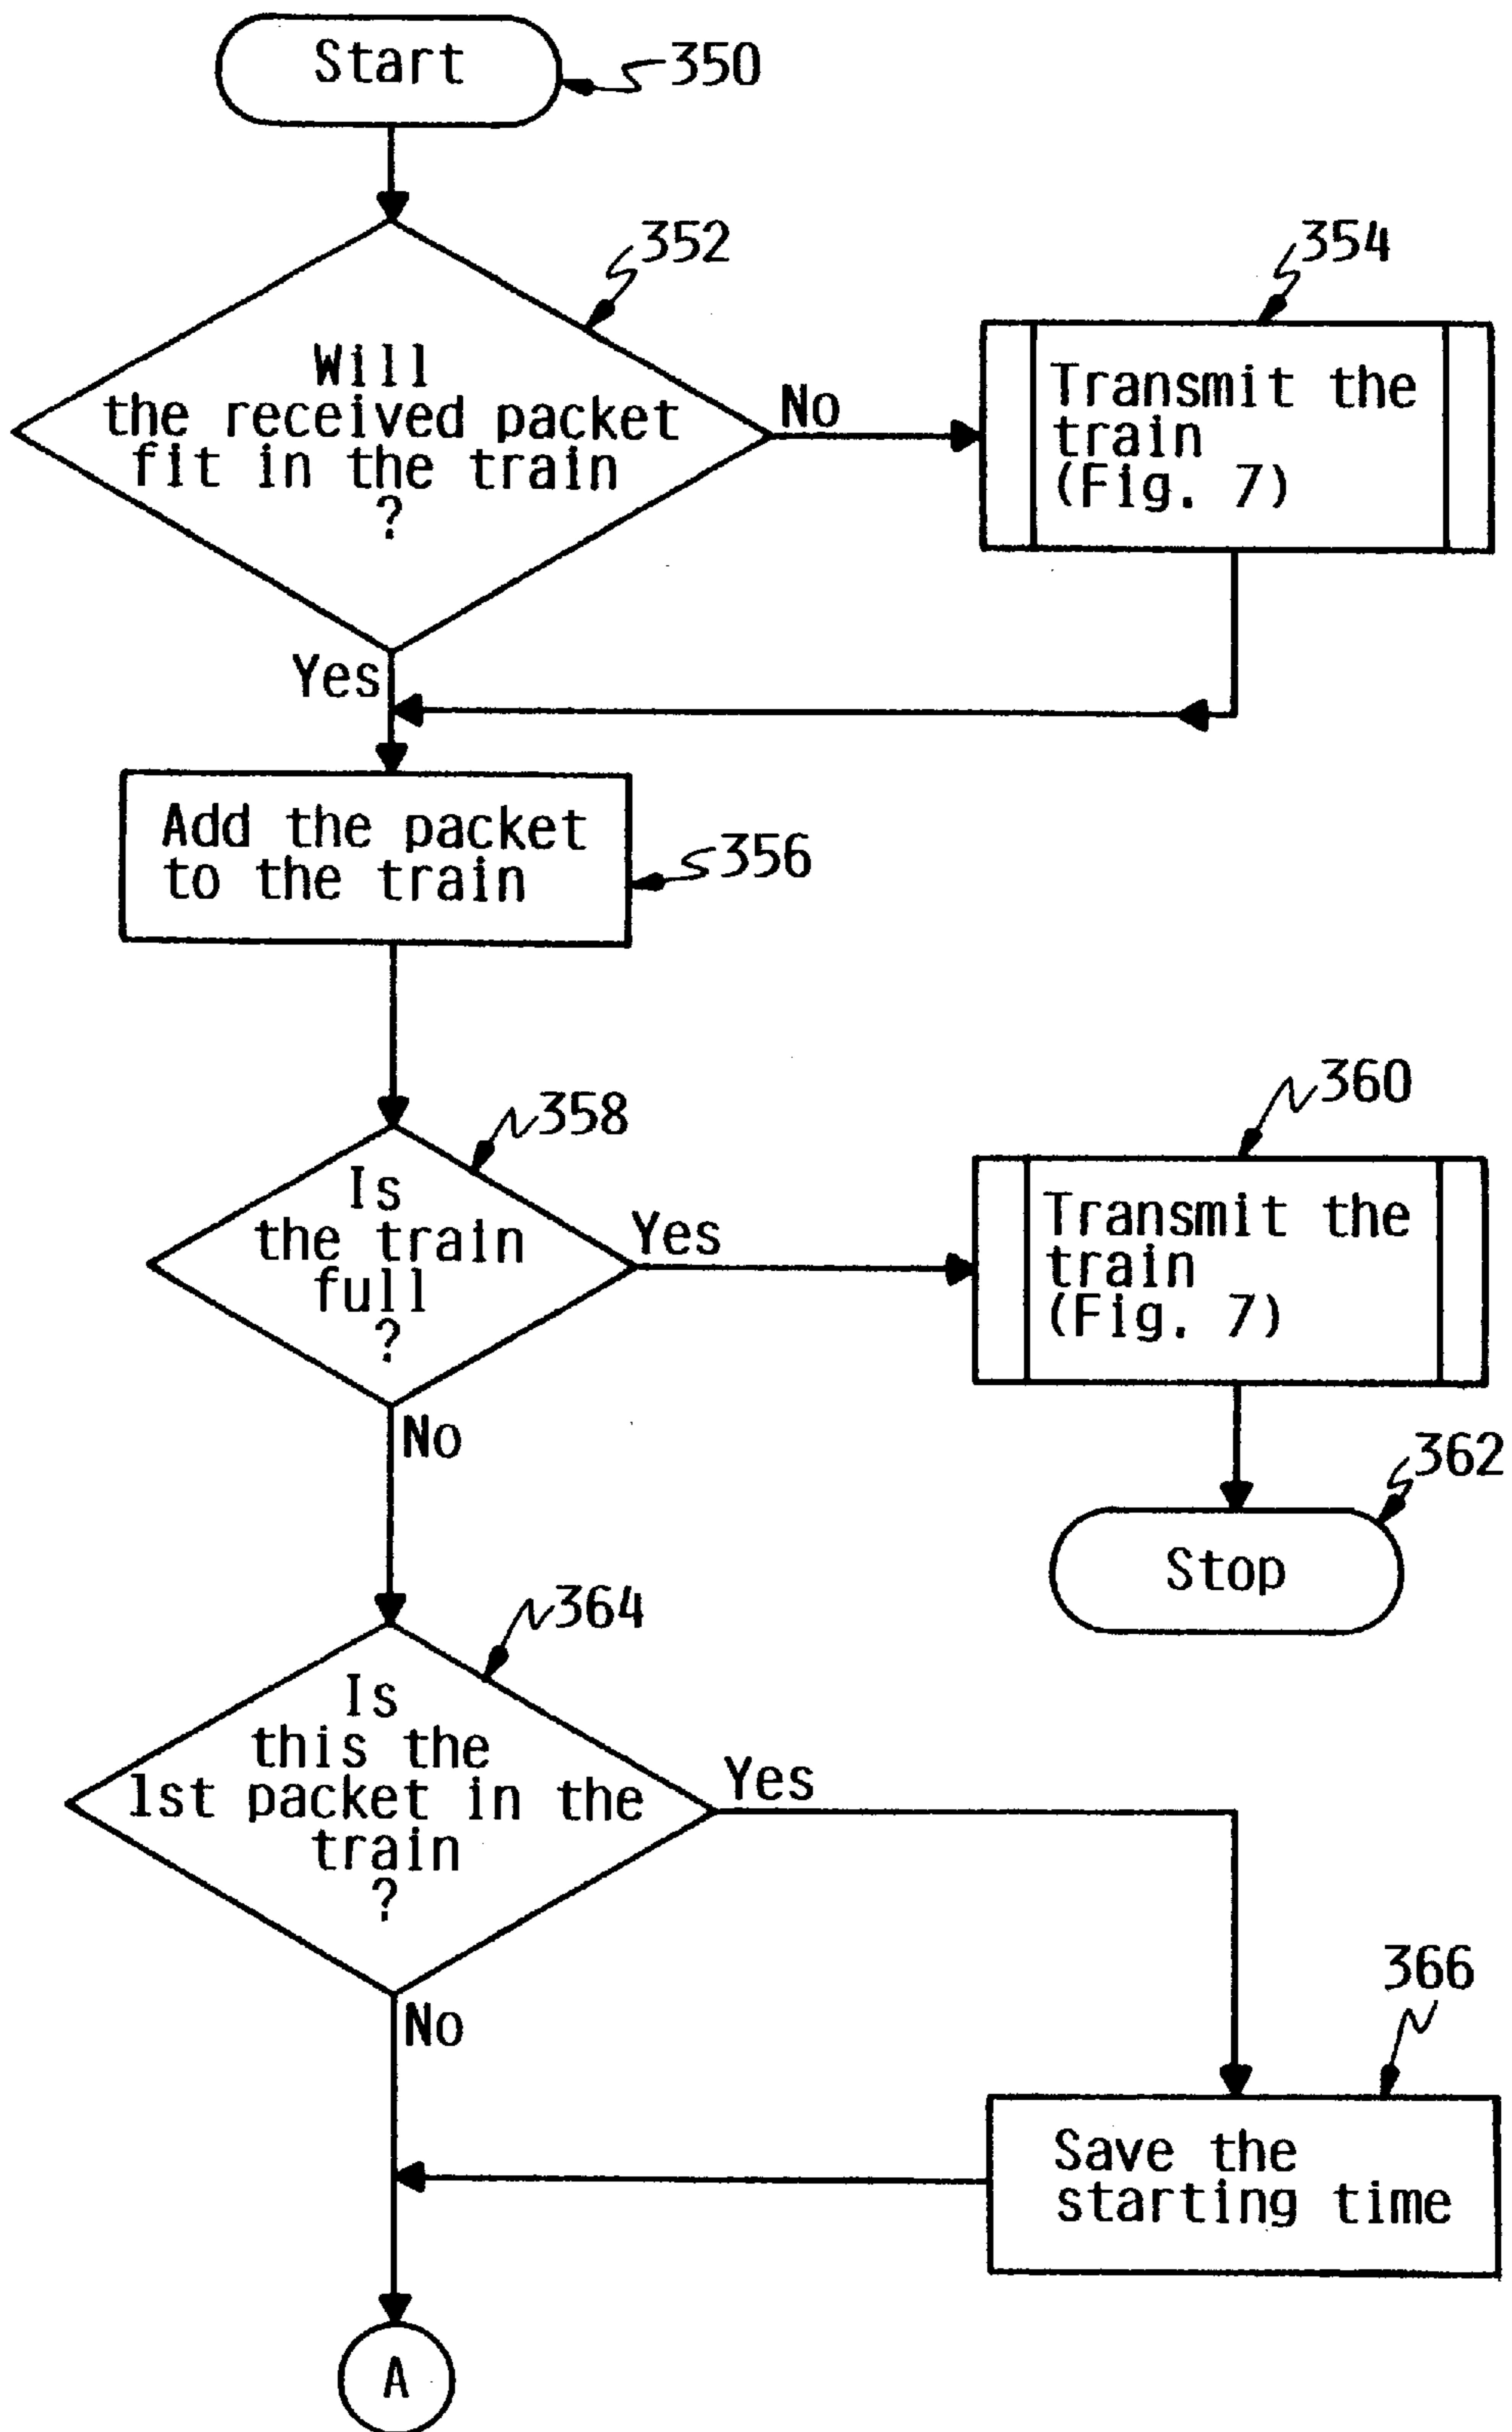 Start
350
352
Will
the received packet
fit in the train
?
No
354
Transmit the
train
(Fig. 7)
Yes
Add the packet
to the train
356
358
Is
the train
full
?
Yes
360
Transmit the
train
(Fig. 7)
No
362
Stop
364
Is
this the
1st packet in the
train
?
Yes
No
366
Save the
starting time
A